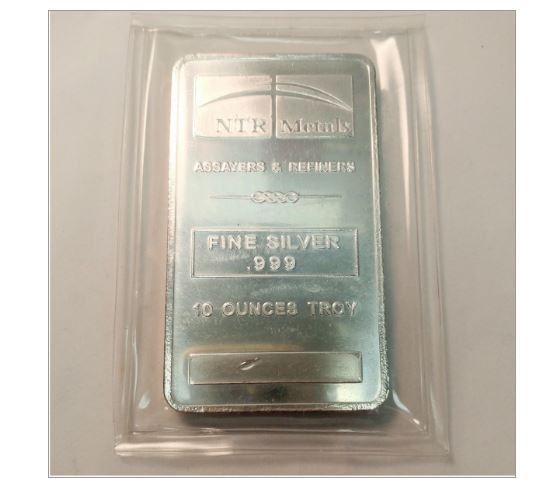 NTR Metals
ASSAYERS & REFINERS
FINE SILVER
.999
10 OUNCES TROY